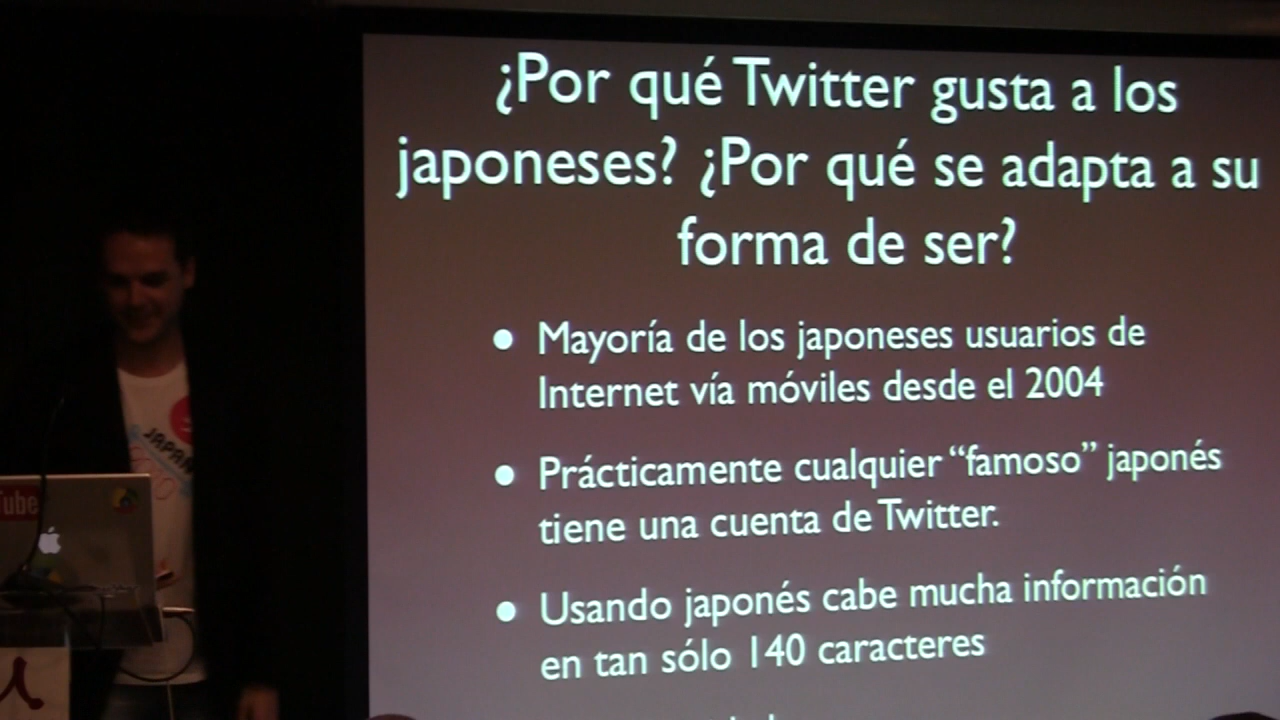 ¿Por qué Twitter gusta a los
japoneses? ¿Por qué se adapta a su
forma de ser?
• Mayoría de los japoneses usuarios de
Internet vía móviles desde el 2004
• Prácticamente cualquier “famoso” japonés
tiene una cuenta de Twitter.
• Usando japonés cabe mucha información
en tan sólo 140 caracteres
JAPAN
Tube